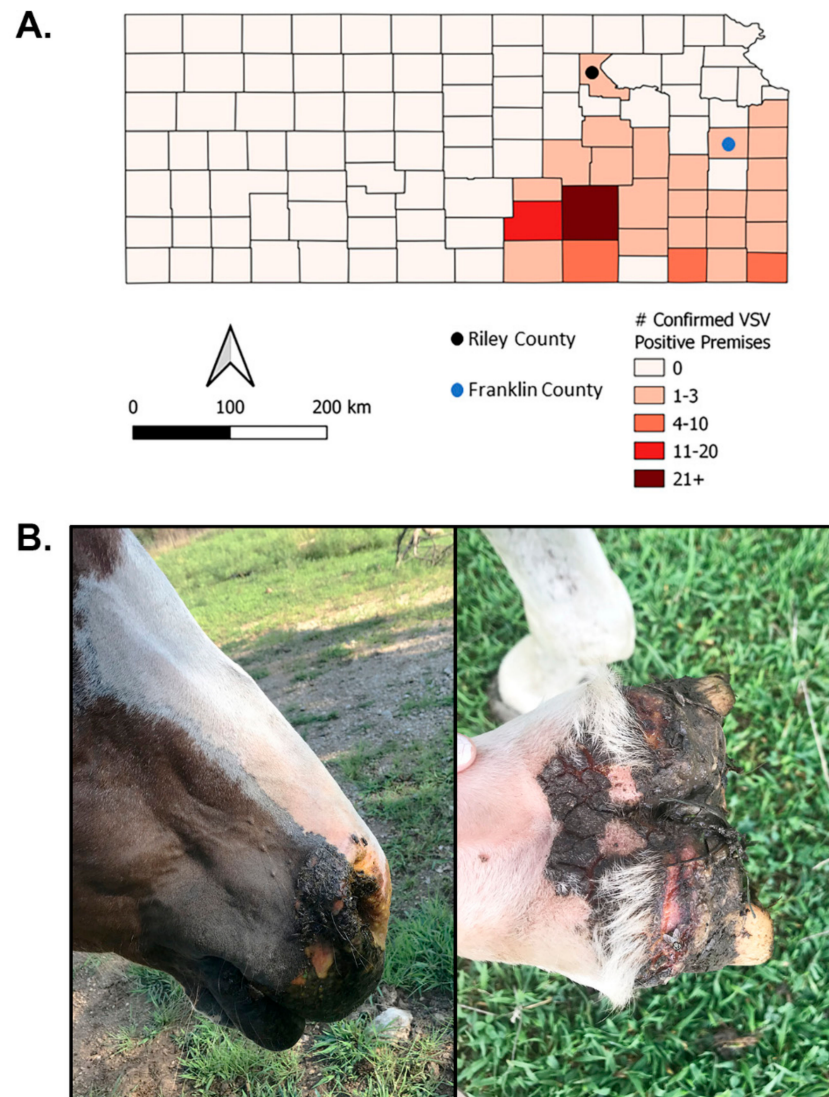 A.
Riley County
Franklin County
0 100 200 km
# Confirmed VSV
Positive Premises
0
1-3
4-10
11-20
21+
B.